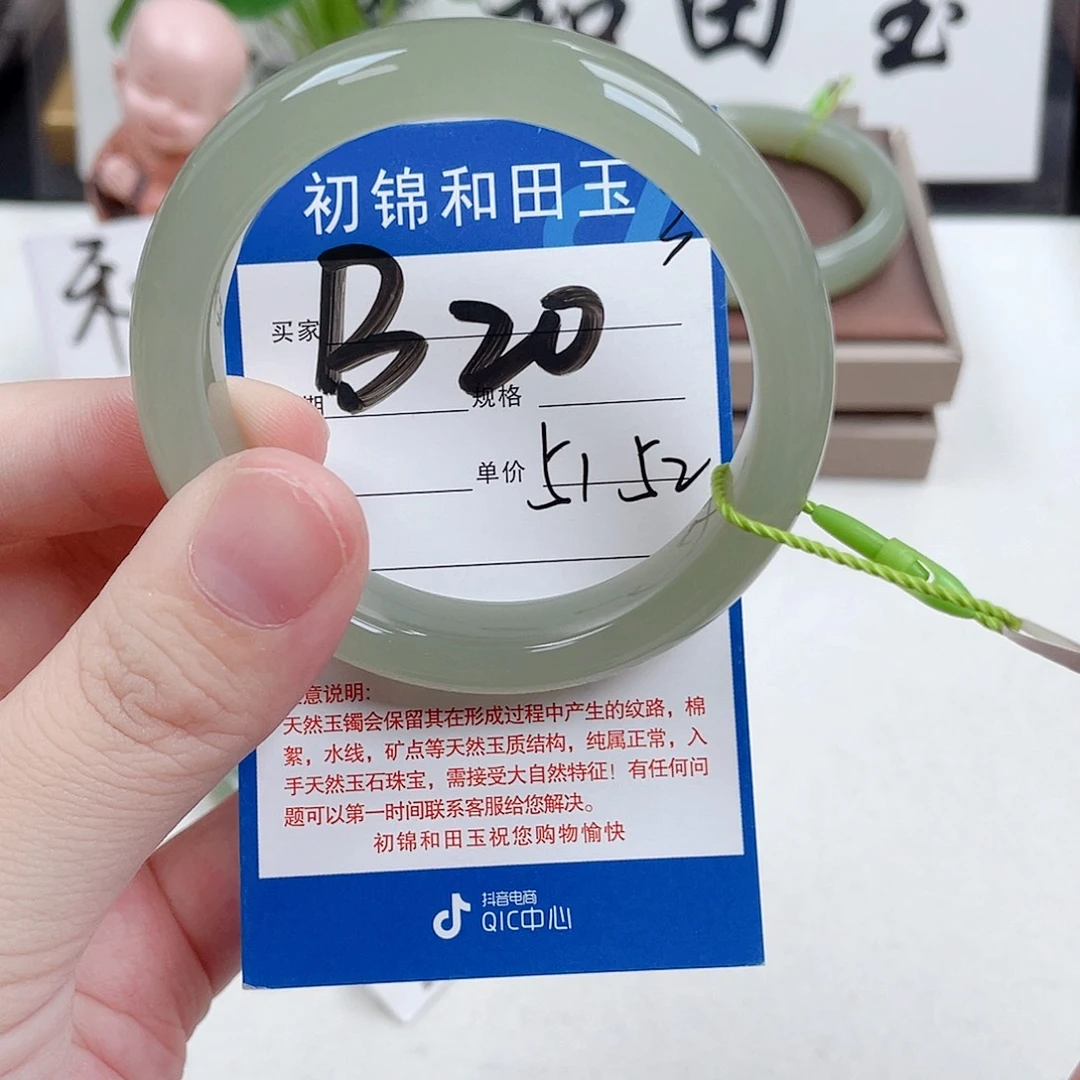 和田玉
初锦和田玉
买家 B 20
期 规格
单价 51 52
意说明:
天然玉镯会保留其在形成过程中产生的纹路，棉
絮，水线，矿点等天然玉质结构，纯属正常，入
手天然玉石珠宝，需接受大自然特征！有任何问
题可以第一时间联系客服给您解决。
初锦和田玉祝您购物愉快
抖音电商
QIC中心